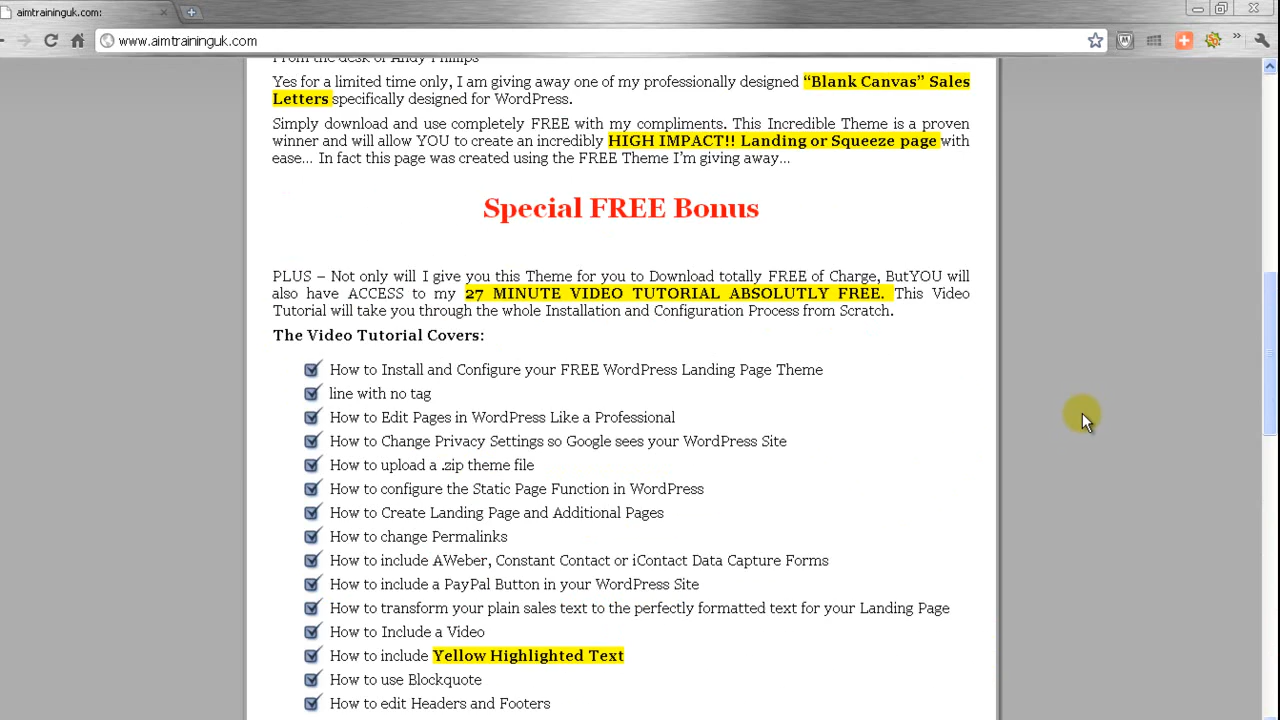 aimtraininguk.com:
www.aimtraininguk.com
From the desk of Andy Phillips
Yes for a limited time only, I am giving away one of my professionally designed “Blank Canvas” Sales
Letters specifically designed for WordPress.
Simply download and use completely FREE with my compliments. This Incredible Theme is a proven
winner and will allow YOU to create an incredibly HIGH IMPACT!! Landing or Squeeze page with
ease... In fact this page was created using the FREE Theme I’m giving away...
Special FREE Bonus
PLUS – Not only will I give you this Theme for you to Download totally FREE of Charge, ButYOU will
also have ACCESS to my 27 MINUTE VIDEO TUTORIAL ABSOLUTLY FREE. This Video
Tutorial will take you through the whole Installation and Configuration Process from Scratch.
The Video Tutorial Covers:
How to Install and Configure your FREE WordPress Landing Page Theme
line with no tag
How to Edit Pages in WordPress Like a Professional
How to Change Privacy Settings so Google sees your WordPress Site
How to upload a .zip theme file
How to configure the Static Page Function in WordPress
How to Create Landing Page and Additional Pages
How to change Permalinks
How to include AWeber, Constant Contact or iContact Data Capture Forms
How to include a PayPal Button in your WordPress Site
How to transform your plain sales text to the perfectly formatted text for your Landing Page
How to Include a Video
How to include Yellow Highlighted Text
How to use Blockquote
How to edit Headers and Footers